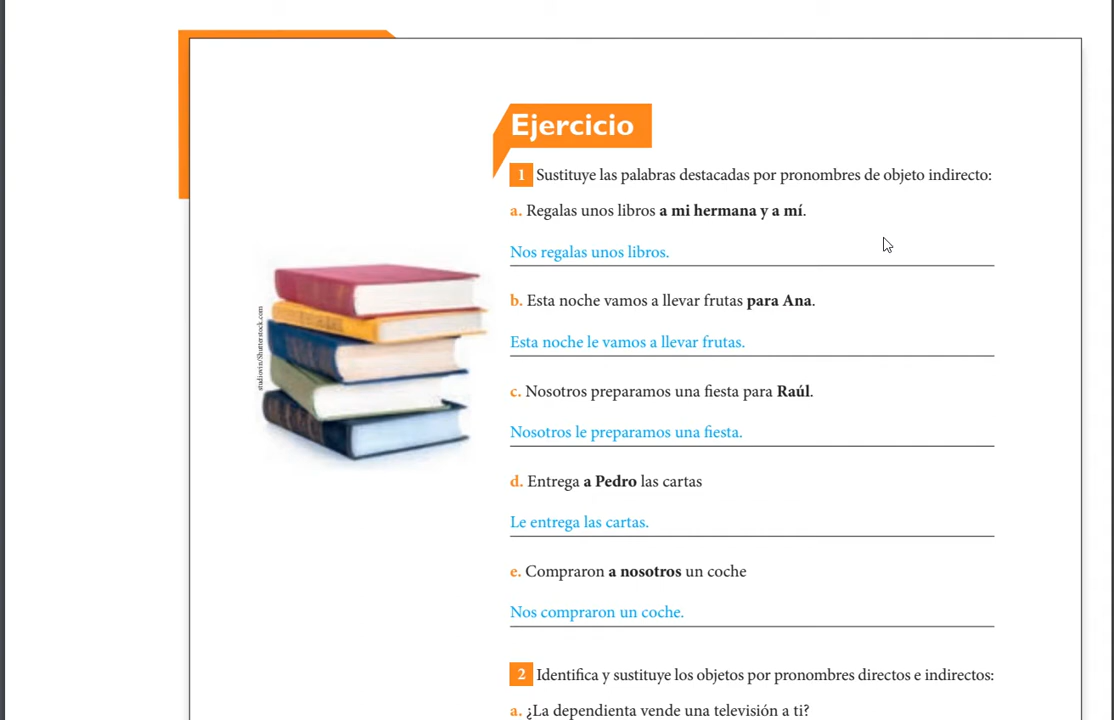 Ejercicio
1 Sustituye las palabras destacadas por pronombres de objeto indirecto:
a. Regalas unos libros a mi hermana y a mí.
Nos regalas unos libros.
b. Esta noche vamos a llevar frutas para Ana.
Esta noche le vamos a llevar frutas.
studiovin/Shutterstock.com
c. Nosotros preparamos una fiesta para Raúl.
Nosotros le preparamos una fiesta.
d. Entrega a Pedro las cartas
Le entrega las cartas.
e. Compraron a nosotros un coche
Nos compraron un coche.
2 Identifica y sustituye los objetos por pronombres directos e indirectos:
a. ¿La dependienta vende una televisión a ti?